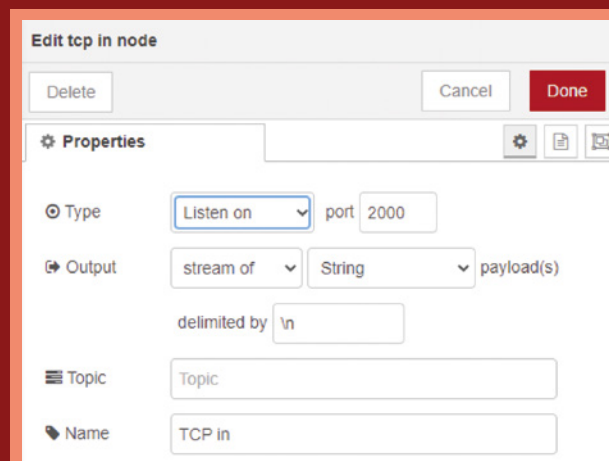 Edit tcp in node
Delete Cancel Done
Properties
Type Listen on port 2000
Output stream of String payload(s)
delimited by \n
Topic Topic
Name TCP in